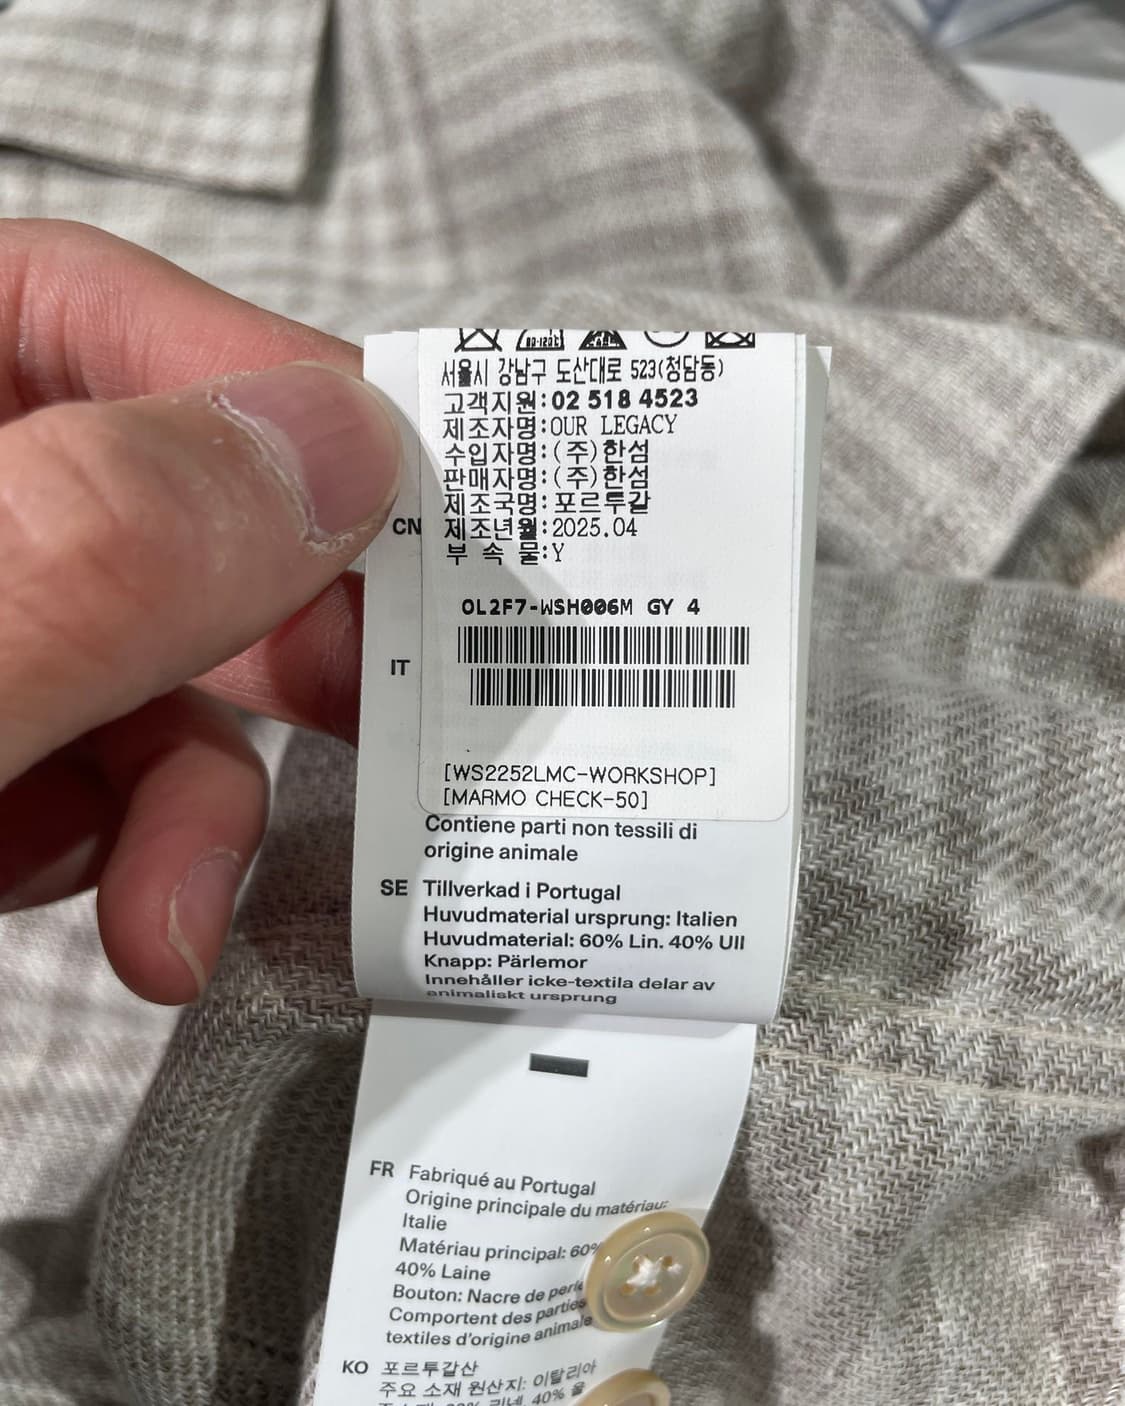 80-120℃
서울시 강남구 도산대로 523(청담동)
고객지원:02 518 4523
제조자명:OUR LEGACY
수입자명:(주)한섬
판매자명:(주)한섬
제조국명:포르투갈
CN
제조년월:2025.04
부 속 물:Y
OL2F7-WSH006M GY 4
IT
[WS2252LMC-WORKSHOP]
[MARMO CHECK-50]
Contiene parti non tessili di
origine animale
SE Tillverkad i Portugal
Huvudmaterial ursprung: Italien
Huvudmaterial: 60% Lin. 40% Ull
Knapp: Pärlemor
Innehåller icke-textila delar av
animaliskt ursprung
FR Fabriqué au Portugal
Origine principale du matériau:
Italie
Matériau principal: 60%
40% Laine
Bouton: Nacre de perle
Comportent des parties
textiles d'origine animale
KO 포르투갈산
주요 소재 원산지: 이탈리아
40% 울